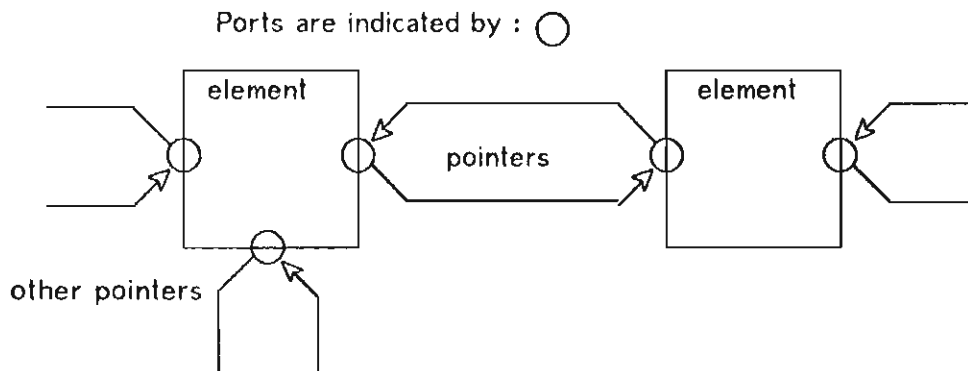 Ports are indicated by :
element
element
pointers
other pointers